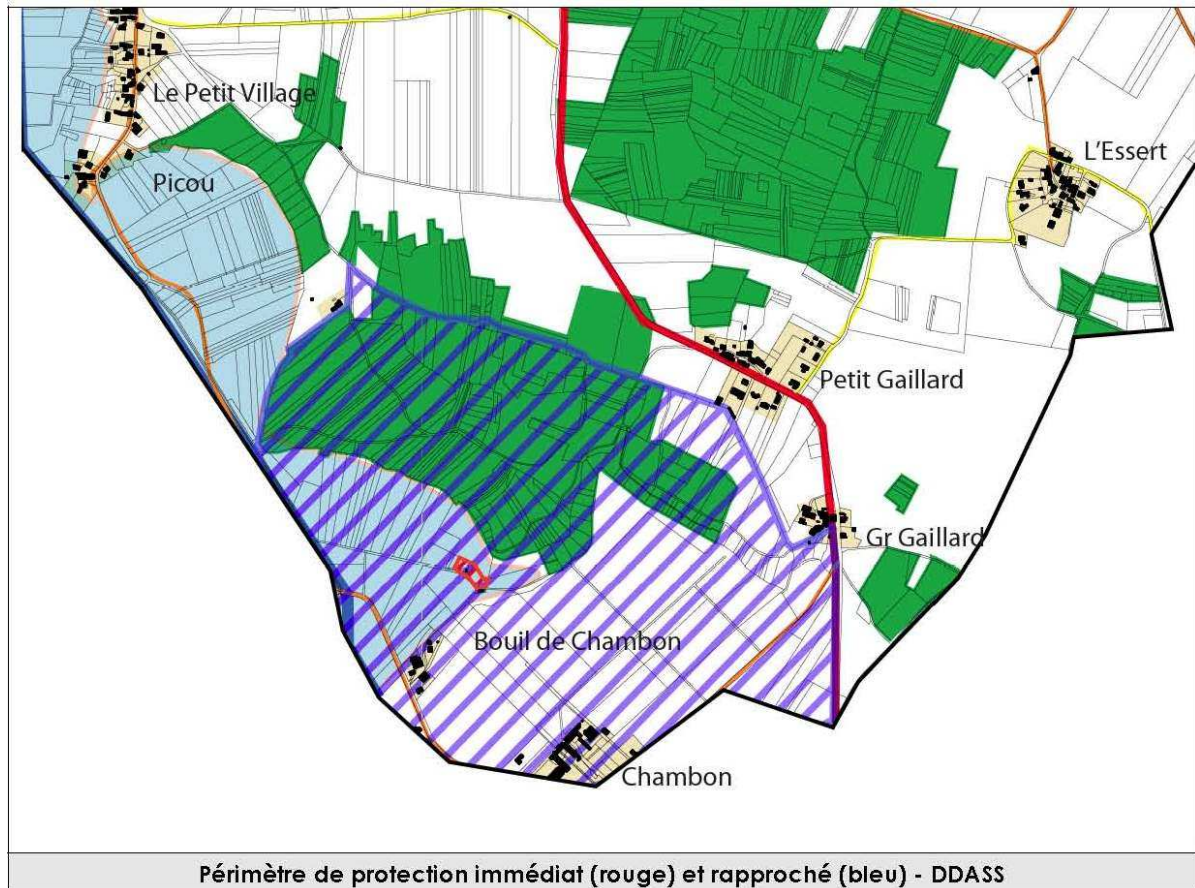 Le Petit Village
Picou
L'Essert
Petit Gaillard
Gr Gaillard
Bouil de Chambon
Chambon
Périmètre de protection immédiat (rouge) et rapproché (bleu) - DDASS